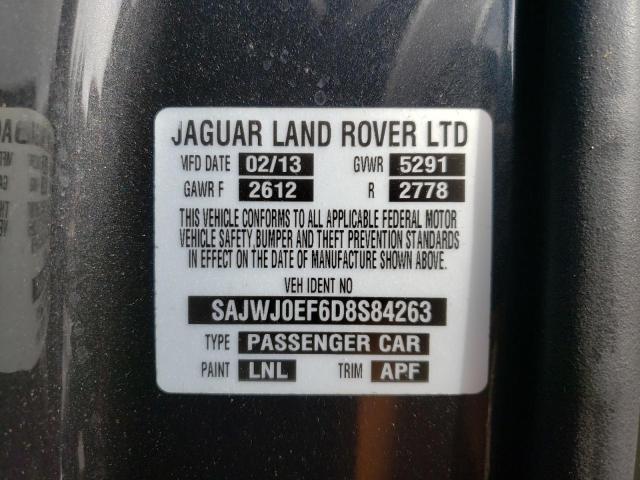 JAGUAR LAND ROVER LTD
MFD DATE 02/13 GVWR 5291
GAWR F 2612 R 2778
THIS VEHICLE CONFORMS TO ALL APPLICABLE FEDERAL MOTOR
VEHICLE SAFETY,BUMPER AND THEFT PREVENTION STANDARDS
IN EFFECT ON THE DATE OF MANUFACTURE SHOWN ABOVE.
VEH IDENT NO
SAJWJ0EF6D8S84263
TYPE PASSENGER CAR
PAINT LNL TRIM APF